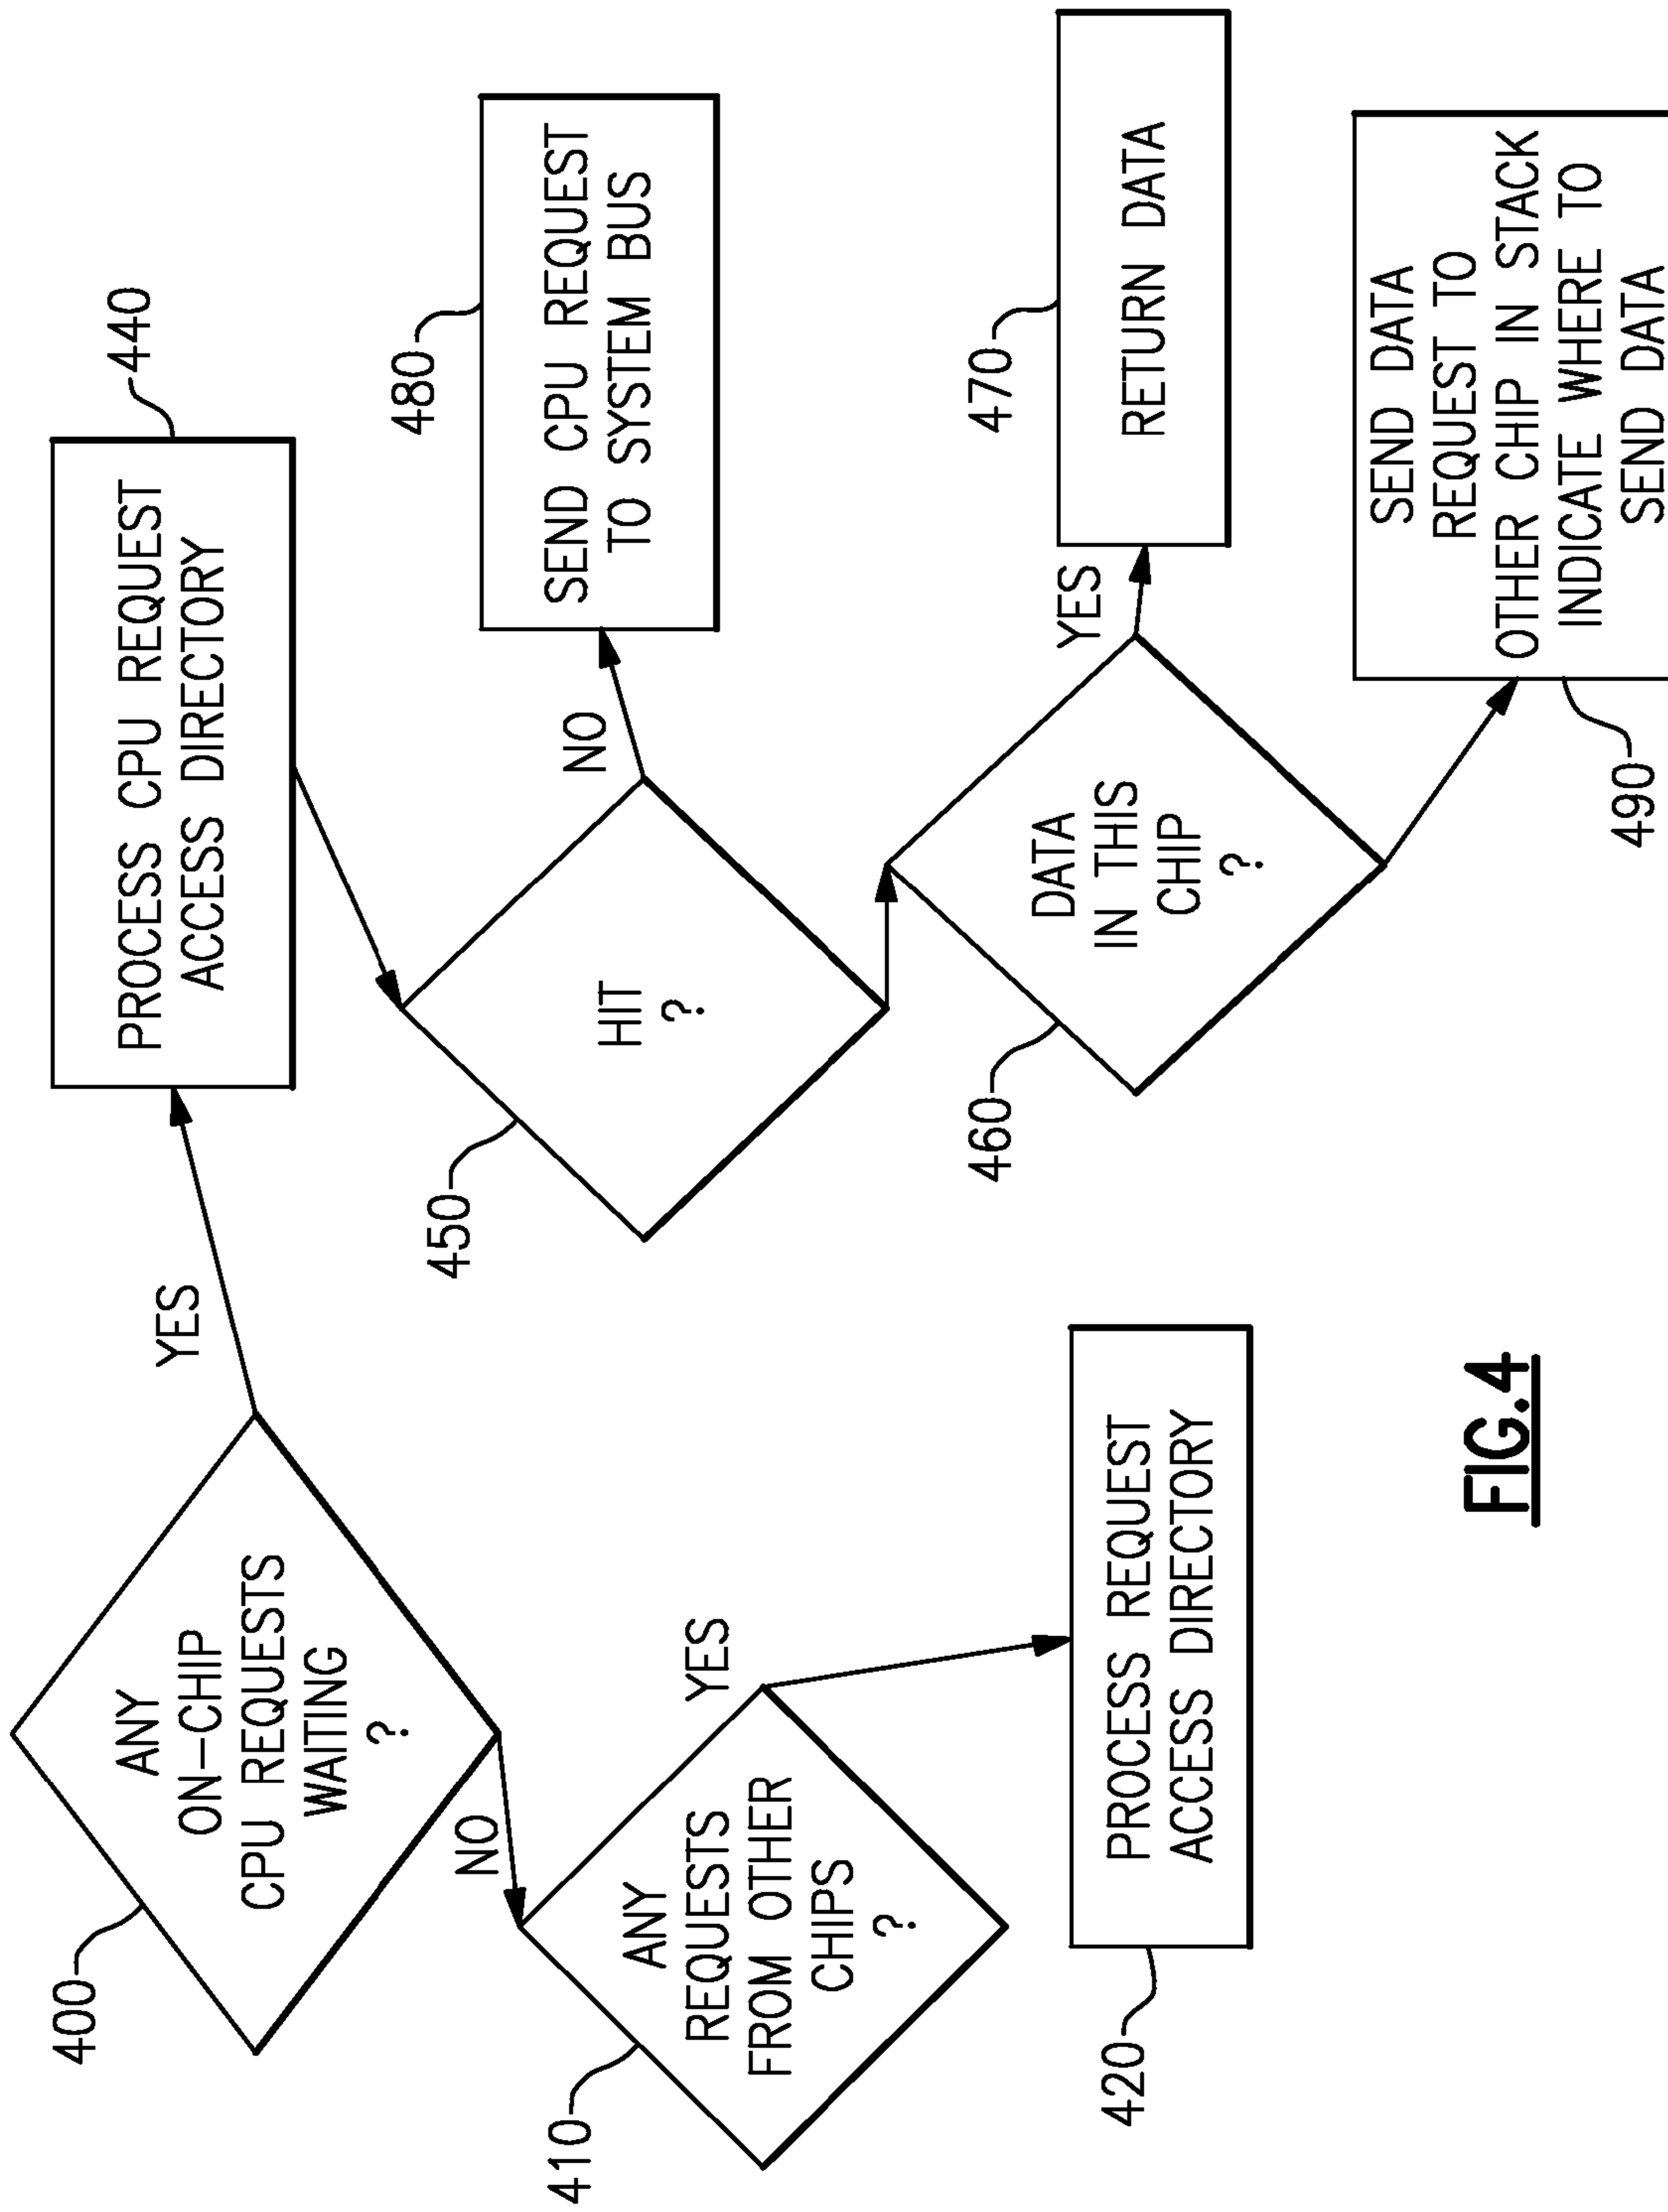 400
ANY
ON-CHIP
CPU REQUESTS
WAITING
?
YES
NO
440
PROCESS CPU REQUEST
ACCESS DIRECTORY
410
ANY
REQUESTS
FROM OTHER
CHIPS
?
YES
420
PROCESS REQUEST
ACCESS DIRECTORY
450
HIT
?
NO
480
SEND CPU REQUEST
TO SYSTEM BUS
460
DATA
IN THIS
CHIP
?
YES
470
RETURN DATA
490
SEND DATA
REQUEST TO
OTHER CHIP IN STACK
INDICATE WHERE TO
SEND DATA
FIG.4